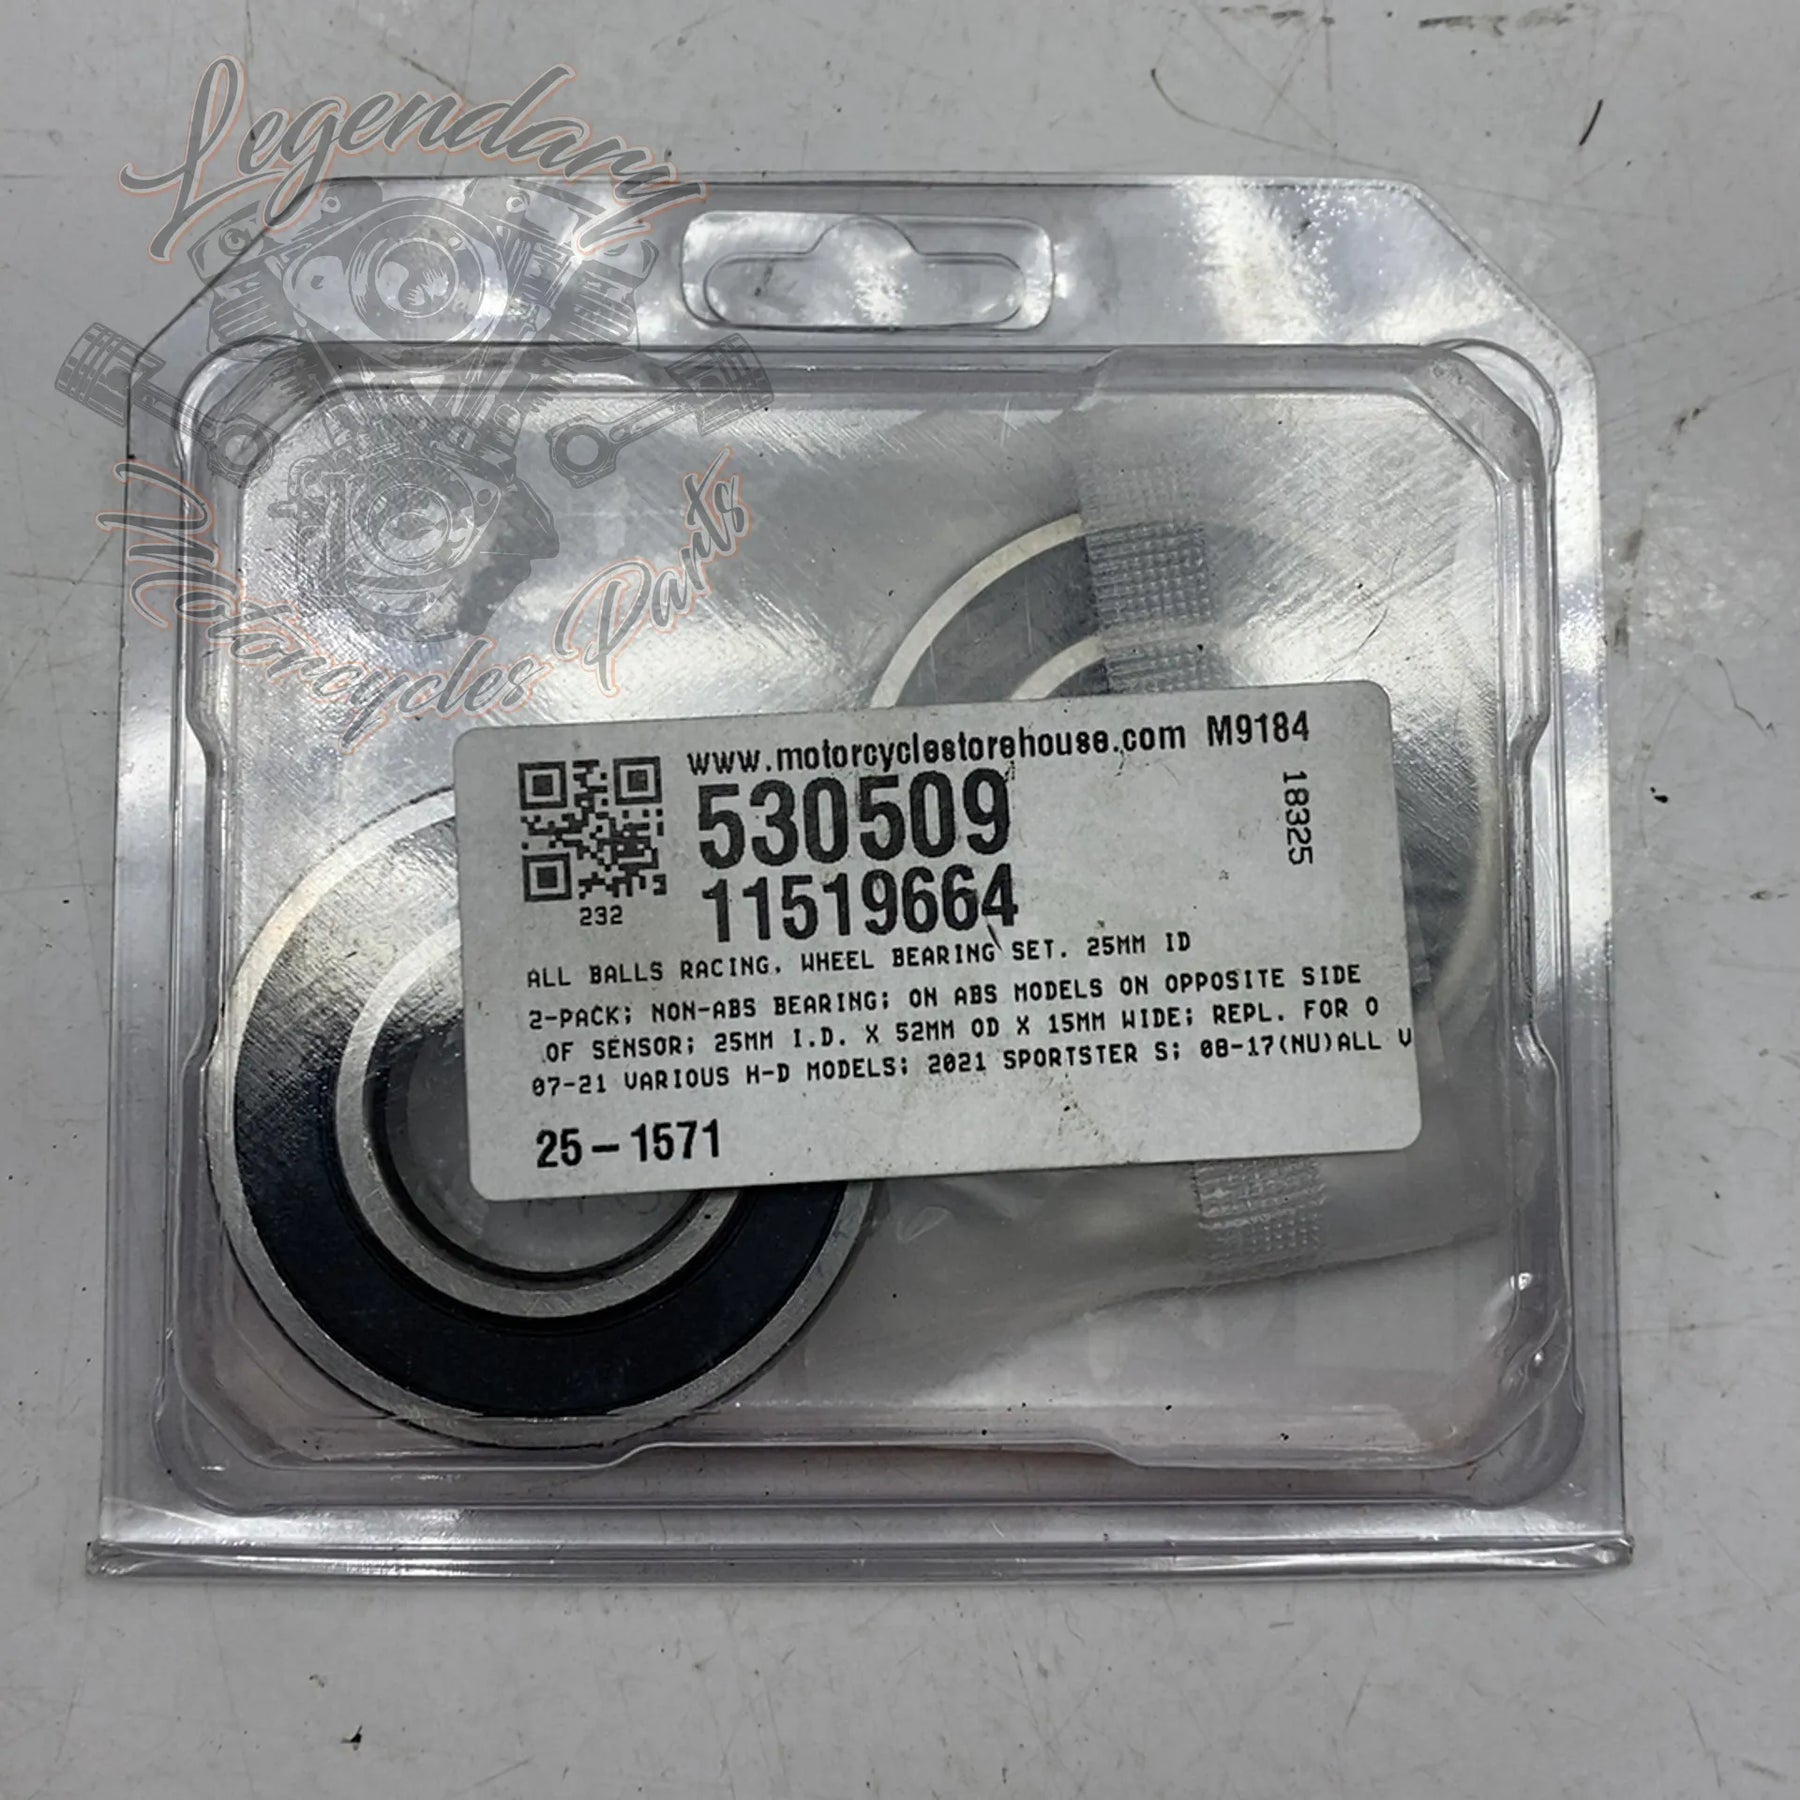 Legendary
Motorcycles Parts
www.motorcyclestorehouse.com M9184
530509
18325
11519664
232
ALL BALLS RACING, WHEEL BEARING SET. 25MM ID
2-PACK; NON-ABS BEARING; ON ABS MODELS ON OPPOSITE SIDE
OF SENSOR; 25MM I.D. X 52MM OD X 15MM WIDE; REPL. FOR O
07-21 VARIOUS H-D MODELS; 2021 SPORTSTER S; 08-17(NU)ALL V
25-1571